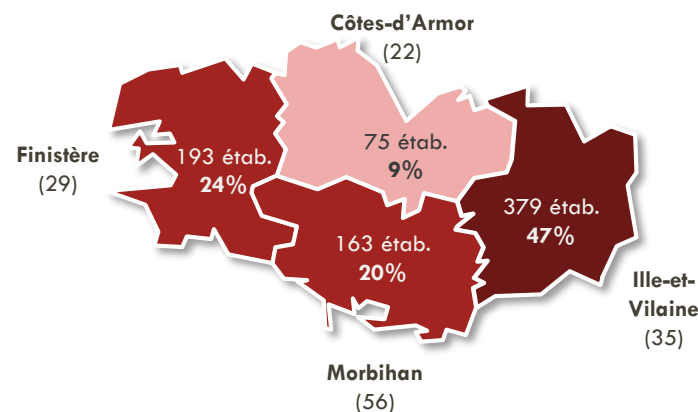 Côtes-d'Armor
(22)
75 étab.
9%
Finistère
(29)
193 étab.
24%
379 étab.
47%
163 étab.
20%
Ille-et-
Vilaine
(35)
Morbihan
(56)